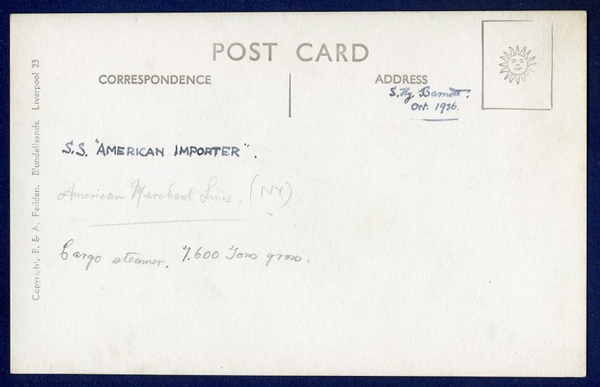 POST CARD
CORRESPONDENCE
ADDRESS
S. Hy. Barnett.
Oct. 1956.
S.S. "AMERICAN IMPORTER".
American Merchant Lines. (NY)
Cargo steamer. 7.600 Tons gross.
Copyright. P. & A. Feilden. Blundellsands. Liverpool 23